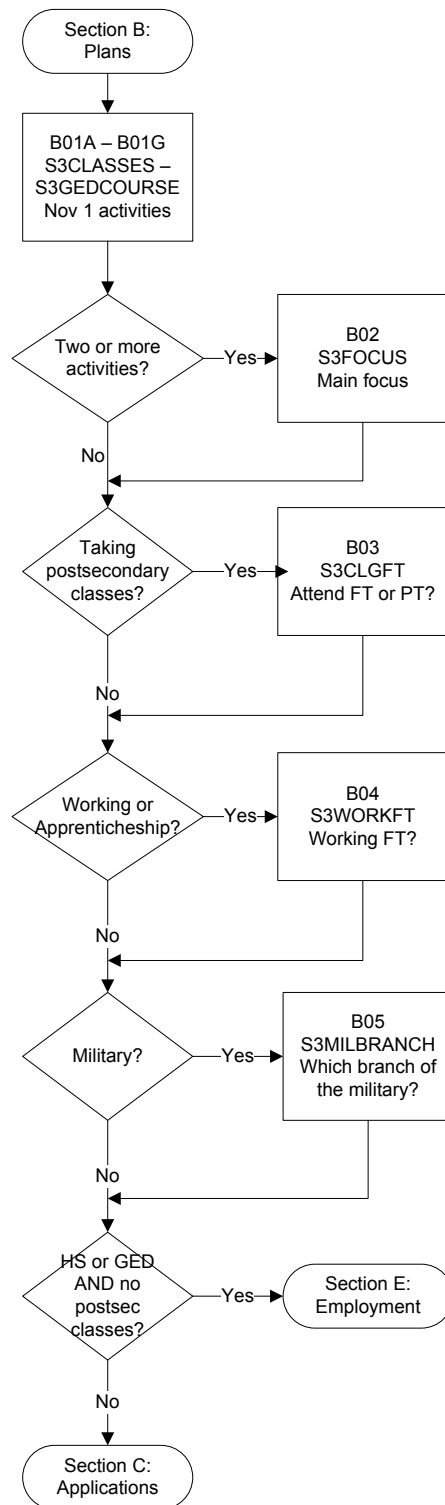 Section B:
Plans
B01A – B01G
S3CLASSES –
S3GEDCOURSE
Nov 1 activities
Two or more
activities?
Yes
B02
S3FOCUS
Main focus
No
Taking
postsecondary
classes?
Yes
B03
S3CLGFT
Attend FT or PT?
No
Working or
Apprenticheship?
Yes
B04
S3WORKFT
Working FT?
No
Military?
Yes
B05
S3MILBRANCH
Which branch of
the military?
No
HS or GED
AND no
postsec
classes?
Yes
Section E:
Employment
No
Section C:
Applications